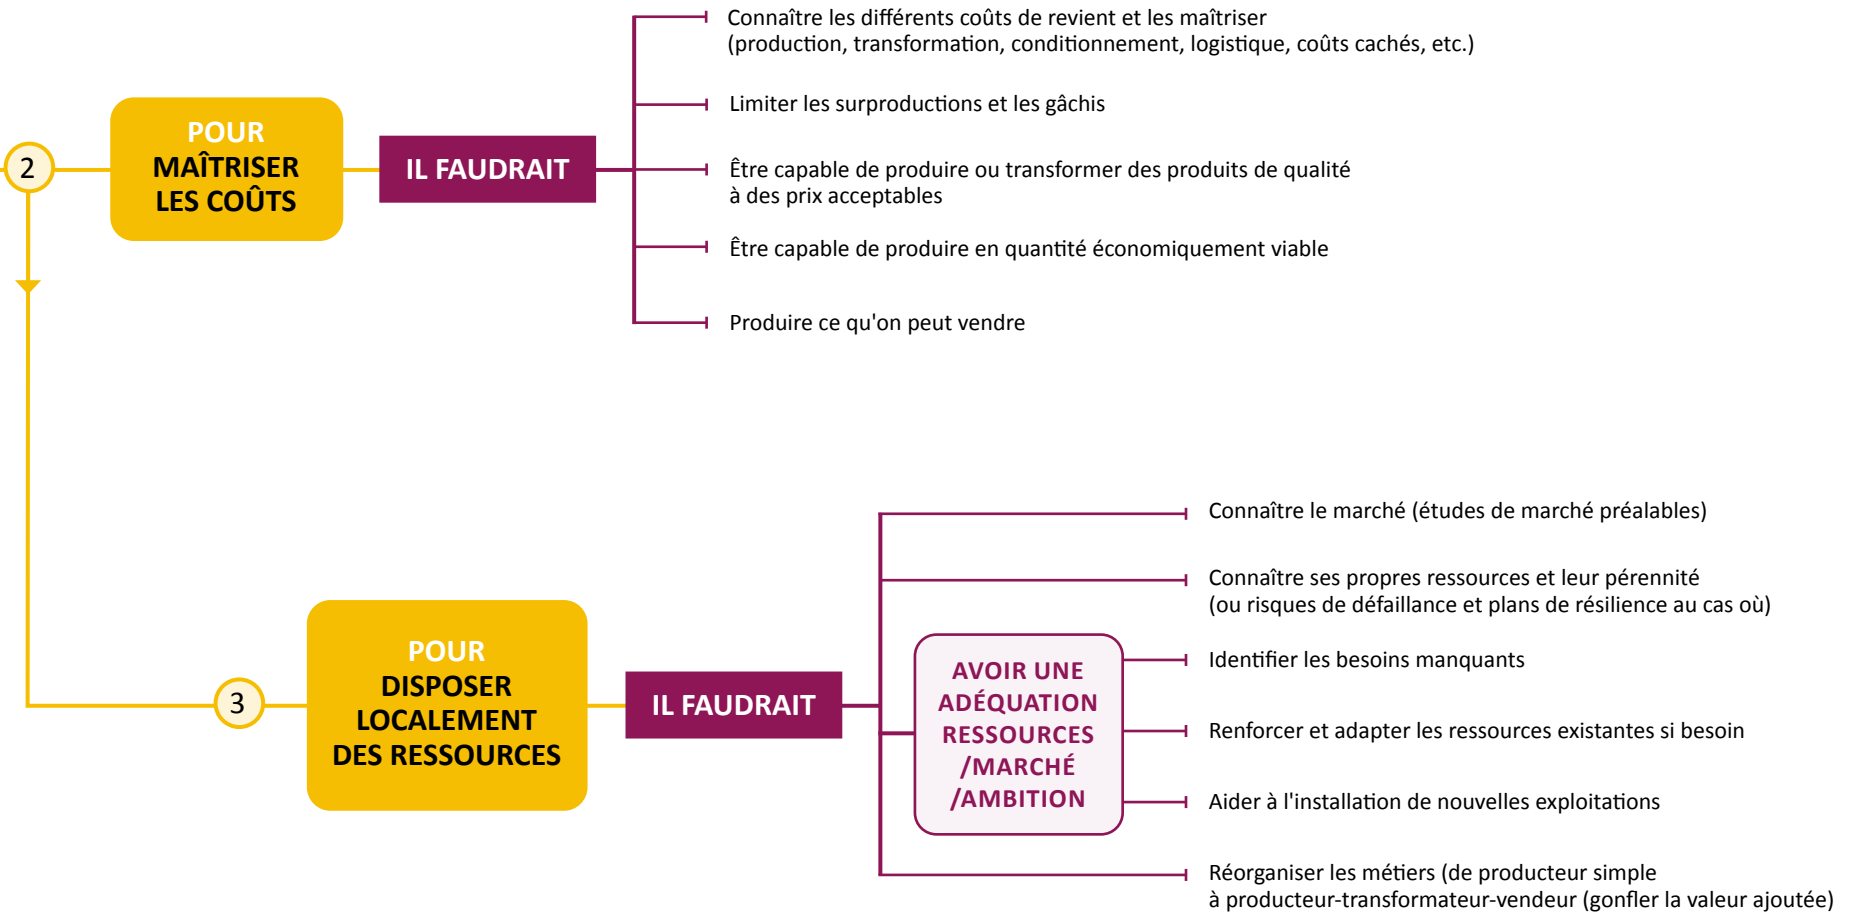 2
POUR
MAÎTRISER
LES COÛTS
IL FAUDRAIT
Connaître les différents coûts de revient et les maîtriser
(production, transformation, conditionnement, logistique, coûts cachés, etc.)
Limiter les surproductions et les gâchis
Être capable de produire ou transformer des produits de qualité
à des prix acceptables
Être capable de produire en quantité économiquement viable
Produire ce qu'on peut vendre
3
POUR
DISPOSER
LOCALEMENT
DES RESSOURCES
IL FAUDRAIT
Connaître le marché (études de marché préalables)
Connaître ses propres ressources et leur pérennité
(ou risques de défaillance et plans de résilience au cas où)
AVOIR UNE
ADÉQUATION
RESSOURCES
/MARCHÉ
/AMBITION
Identifier les besoins manquants
Renforcer et adapter les ressources existantes si besoin
Aider à l'installation de nouvelles exploitations
Réorganiser les métiers (de producteur simple
à producteur-transformateur-vendeur (gonfler la valeur ajoutée)